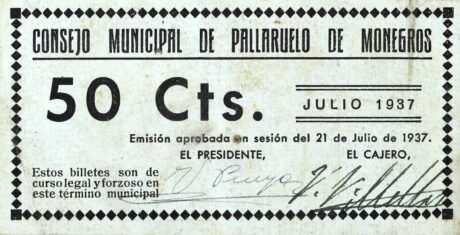 CONSEJO MUNICIPAL DE PALLARUELO DE MONEGROS
50 Cts.
JULIO 1937
Emisión aprobada en sesión del 21 de Julio de 1937.
EL PRESIDENTE, EL CAJERO,
Estos billetes son de
curso legal y forzoso en
este término municipal